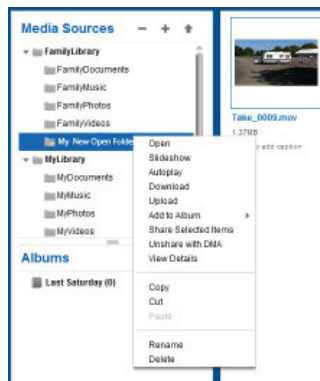 Media Sources
FamilyLibrary
FamilyDocuments
FamilyMusic
FamilyPhotos
FamilyVideos
My New Open Folde
MyLibrary
MyDocuments
MyMusic
MyPhotos
MyVideos
Albums
Last Saturday (0)
Open
Slideshow
Autoplay
Download
Upload
Add to Album
Share Selected Items
Unshare with DMA
View Details
Copy
Cut
Paste
Rename
Delete
Take_0009.mov
1.37MB
to add caption